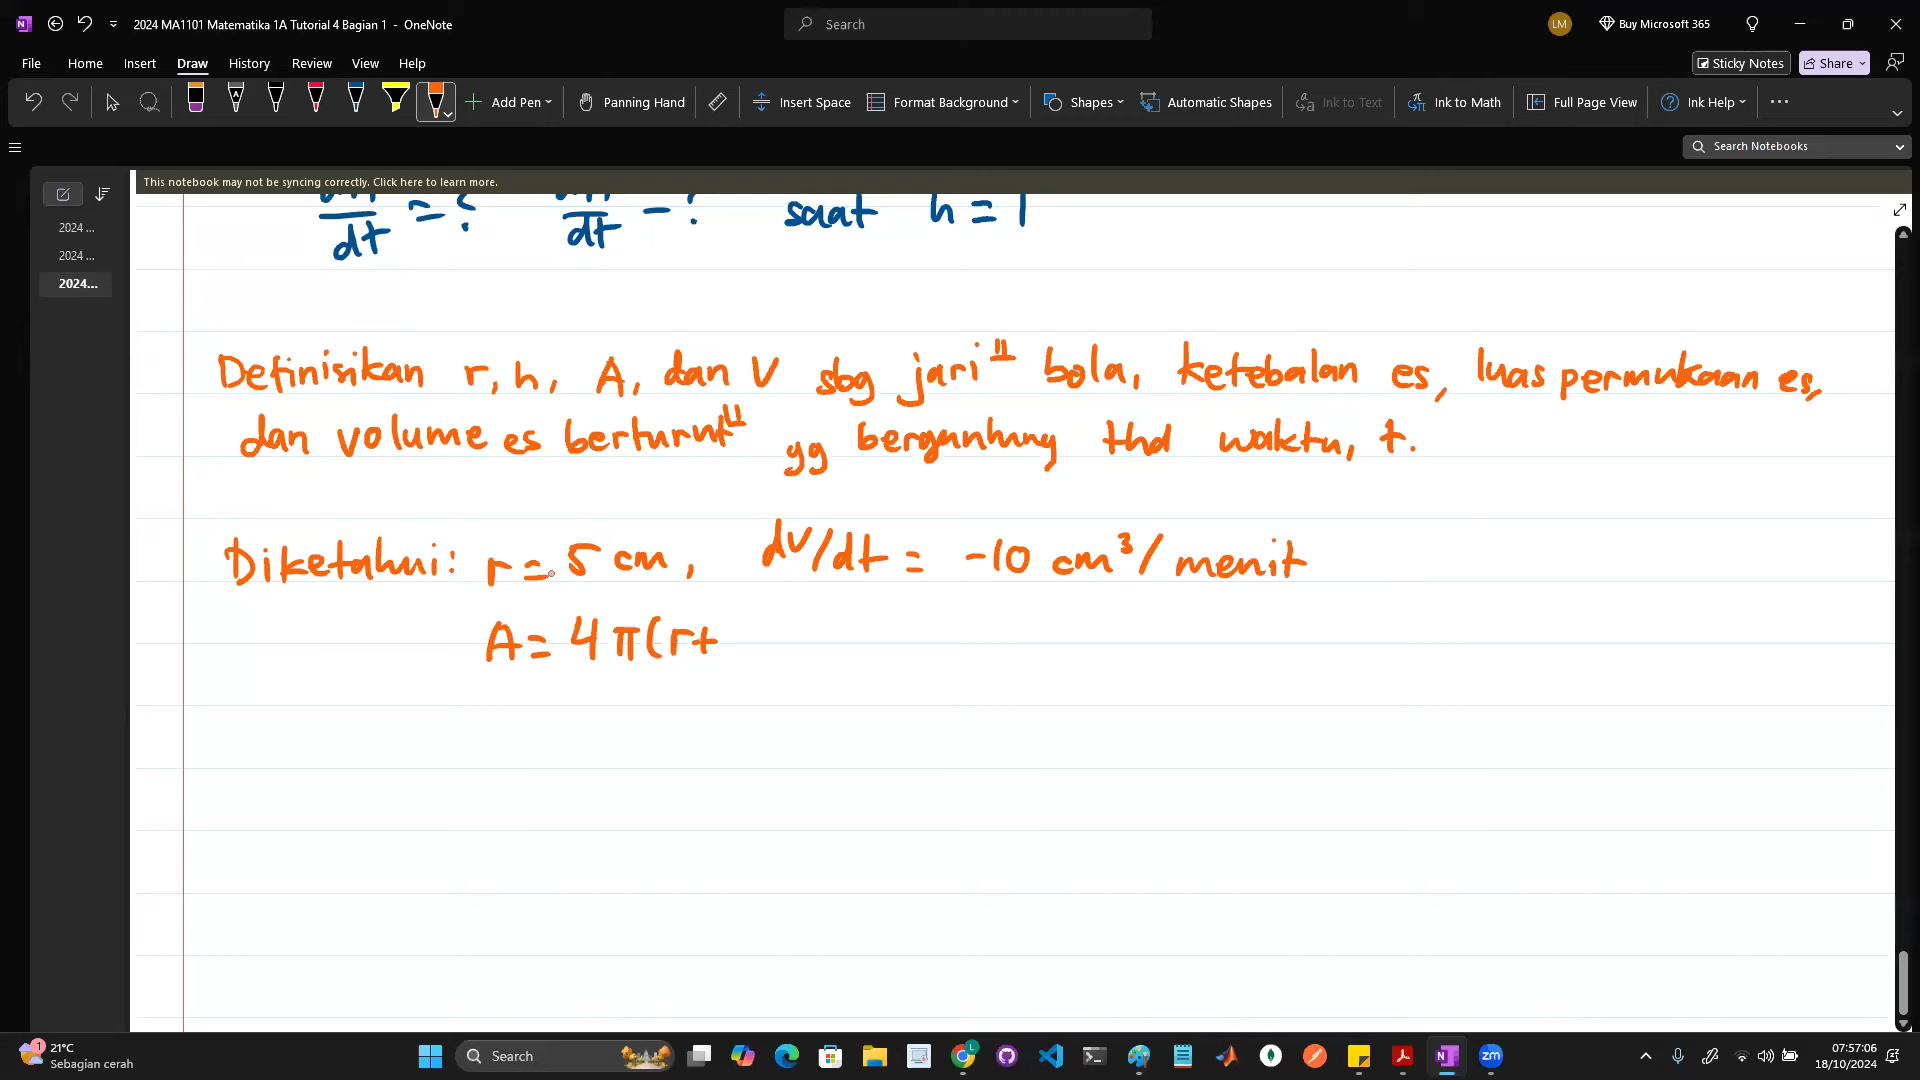 2024 MA1101 Matematika 1A Tutorial 4 Bagian 1 - OneNote
Search
LM
Buy Microsoft 365
File Home Insert Draw History Review View Help
Sticky Notes
Share
Add Pen
Panning Hand
Insert Space
Format Background
Shapes
Automatic Shapes
Ink to Text
Ink to Math
Full Page View
Ink Help
Search Notebooks
This notebook may not be syncing correctly. Click here to learn more.
2024 ...
2024 ...
2024...
dt = ? dt - ? saat h = 1
Definisikan r, h, A, dan V sbg jari" bola, ketebalan es, luas permukaan es,
dan volume es berturut" yg bergantung thd waktu, t.
Diketahui: r = 5 cm, dV/dt = -10 cm³/menit
A = 4π(r+
1
21°C
Sebagian cerah
Search
zm
07:57:06
18/10/2024